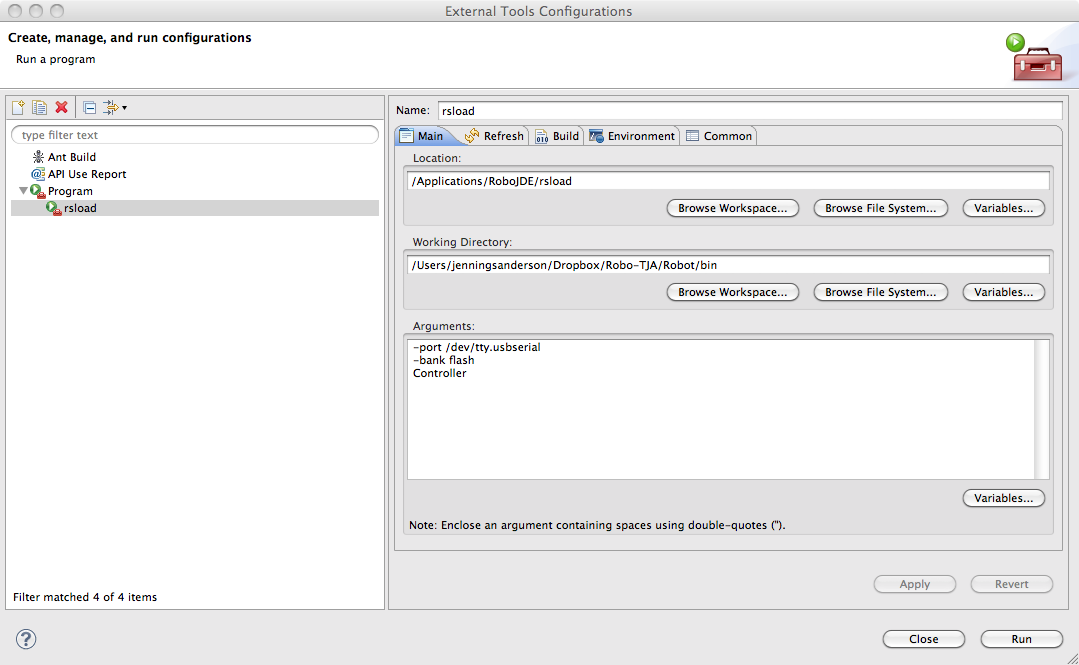 External Tools Configurations
Create, manage, and run configurations
Run a program
type filter text
Ant Build
API Use Report
Program
rsload
Filter matched 4 of 4 items
Name: rsload
Main Refresh Build Environment Common
Location:
/Applications/RoboJDE/rsload
Browse Workspace... Browse File System... Variables...
Working Directory:
/Users/jenningsanderson/Dropbox/Robo-TJA/Robot/bin
Browse Workspace... Browse File System... Variables...
Arguments:
-port /dev/tty.usbserial
-bank flash
Controller
Variables...
Note: Enclose an argument containing spaces using double-quotes (").
Apply Revert
? Close Run